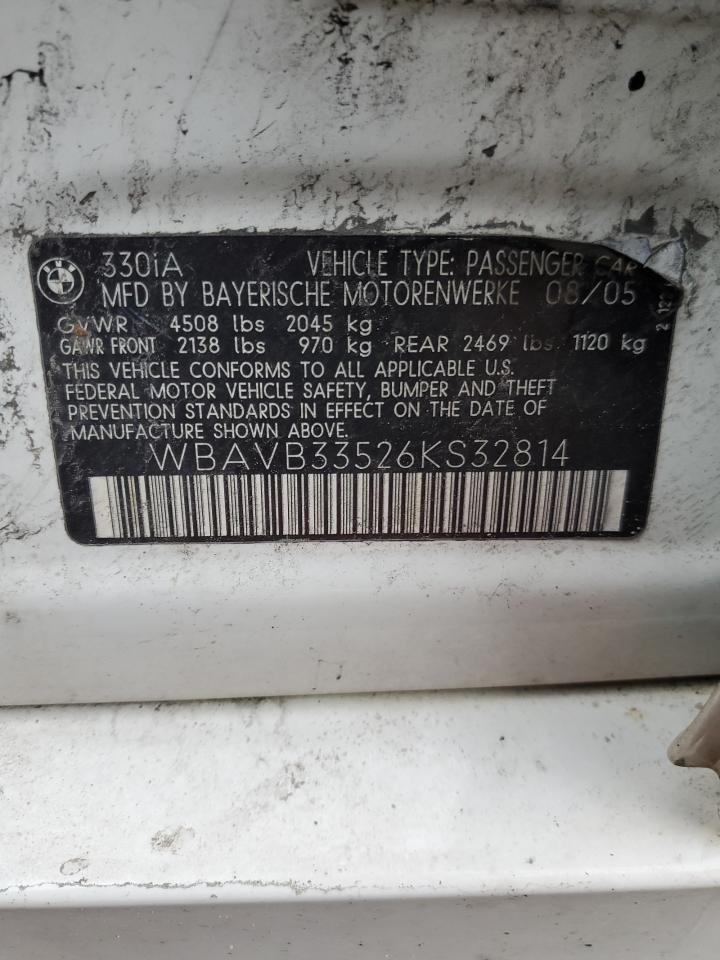 330iA VEHICLE TYPE: PASSENGER CAR
MFD BY BAYERISCHE MOTORENWERKE 08/05
GVWR 4508 lbs 2045 kg
GAWR FRONT 2138 lbs 970 kg REAR 2469 lbs 1120 kg
THIS VEHICLE CONFORMS TO ALL APPLICABLE U.S.
FEDERAL MOTOR VEHICLE SAFETY, BUMPER AND THEFT
PREVENTION STANDARDS IN EFFECT ON THE DATE OF
MANUFACTURE SHOWN ABOVE.
WBAVB33526KS32814